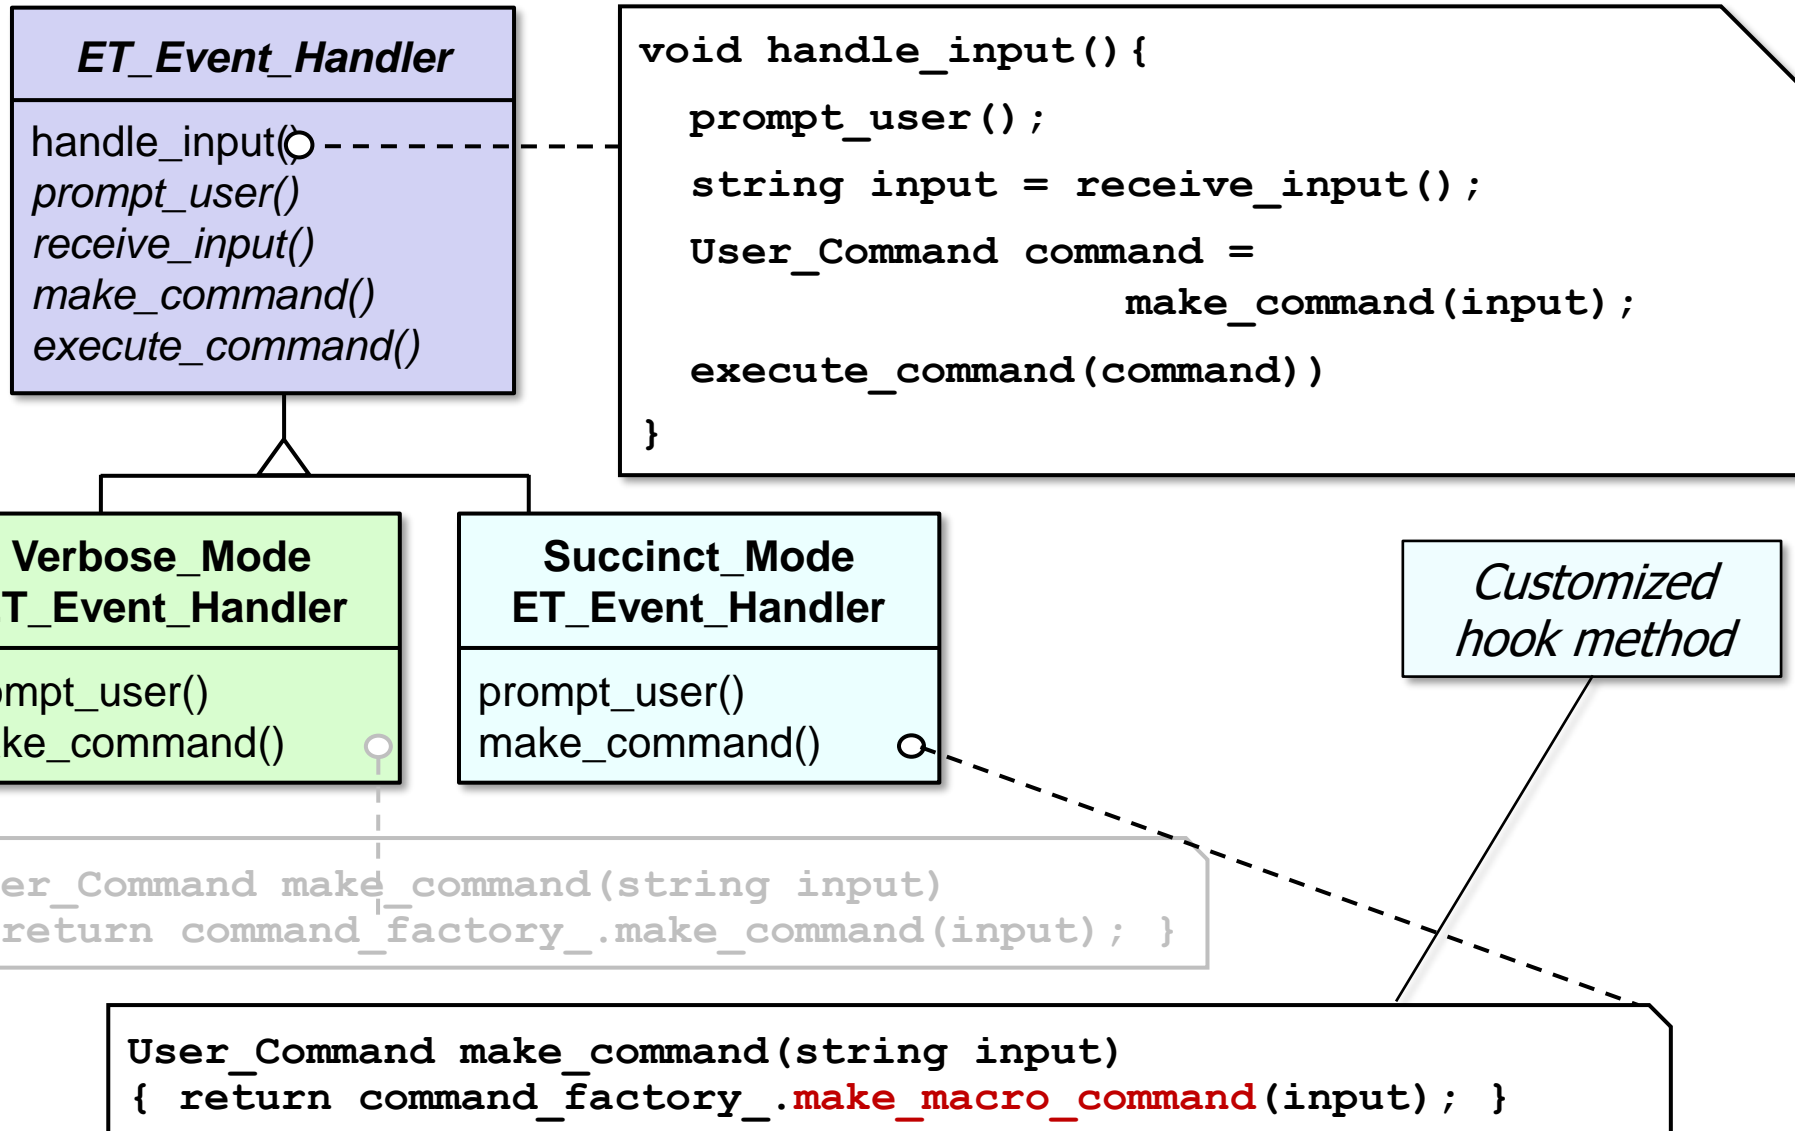 ET_Event_Handler
handle_input()
prompt_user()
receive_input()
make_command()
execute_command()
void handle_input(){
prompt_user();
string input = receive_input();
User_Command command =
make_command(input);
execute_command(command))
}
Verbose_Mode
T_Event_Handler
mpt_user()
ke_command()
Succinct_Mode
ET_Event_Handler
prompt_user()
make_command()
Customized
hook method
er_Command make_command(string input)
return command_factory_.make_command(input); }
User_Command make_command(string input)
{ return command_factory_.make_macro_command(input); }